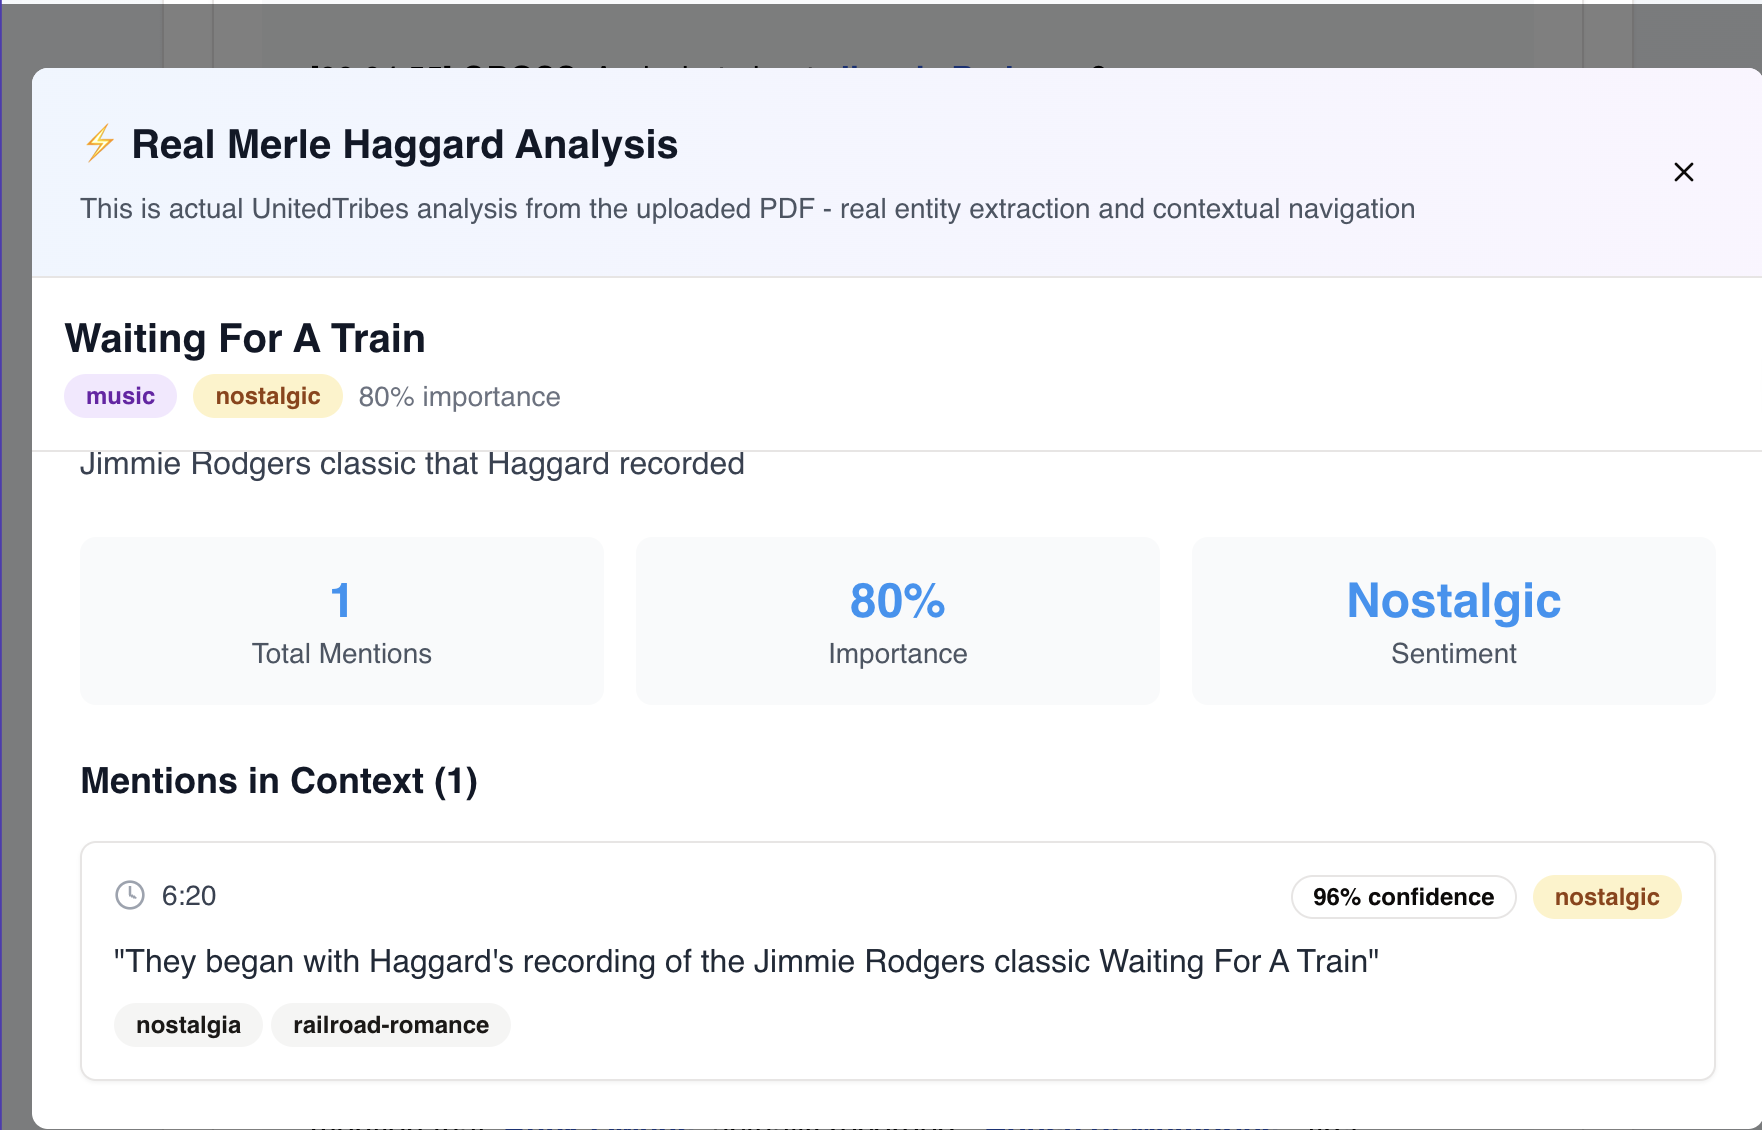 Real Merle Haggard Analysis
This is actual UnitedTribes analysis from the uploaded PDF - real entity extraction and contextual navigation
Waiting For A Train
music nostalgic 80% importance
Jimmie Rodgers classic that Haggard recorded
1 80% Nostalgic
Total Mentions Importance Sentiment
Mentions in Context (1)
6:20 96% confidence nostalgic
"They began with Haggard's recording of the Jimmie Rodgers classic Waiting For A Train"
nostalgia railroad-romance